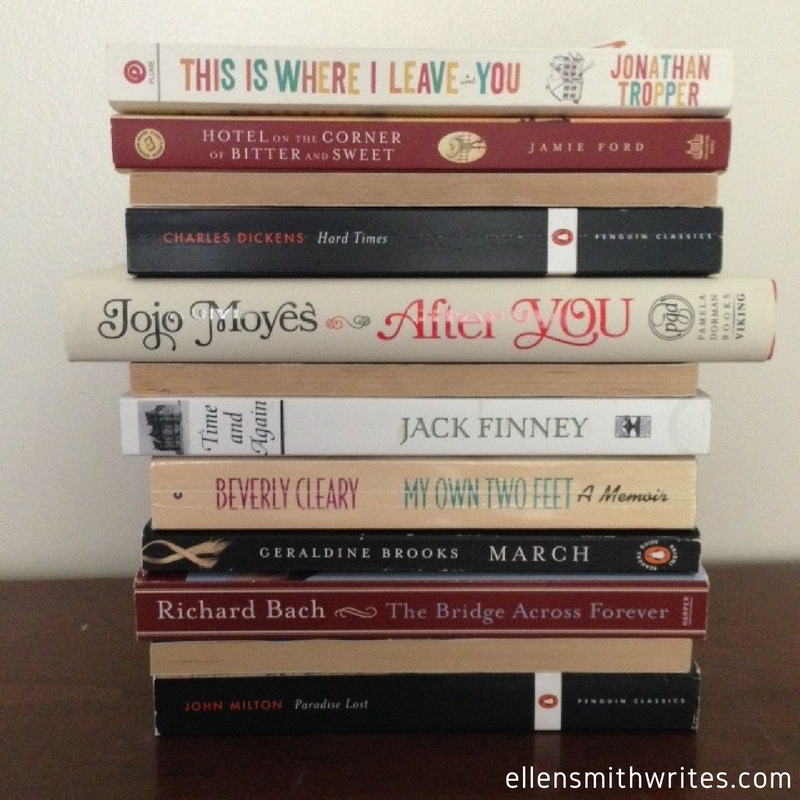 PLUME
THIS IS WHERE I LEAVE YOU
JONATHAN
TROPPER
HOTEL ON THE CORNER
OF BITTER AND SWEET
JAMIE FORD
CHARLES DICKENS Hard Times
PENGUIN CLASSICS
Jojo Moyes After YOU
pdb
PAMELA
DORMAN
BOOKS
VIKING
Time
and
Again
JACK FINNEY
BEVERLY CLEARY MY OWN TWO FEET A Memoir
GERALDINE BROOKS MARCH
Richard Bach The Bridge Across Forever
HARPER
JOHN MILTON Paradise Lost
PENGUIN CLASSICS
ellensmithwrites.com